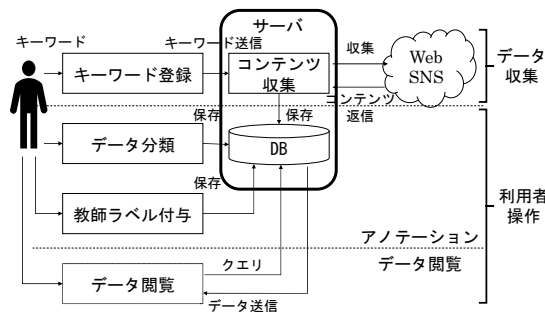 サーバ
キーワード
キーワード送信
収集
Web
SNS
データ
収集
キーワード登録
コンテンツ
収集
コンテンツ
返信
保存
保存
データ分類
DB
保存
教師ラベル付与
利用者
操作
アノテーション
データ閲覧
クエリ
データ閲覧
データ送信